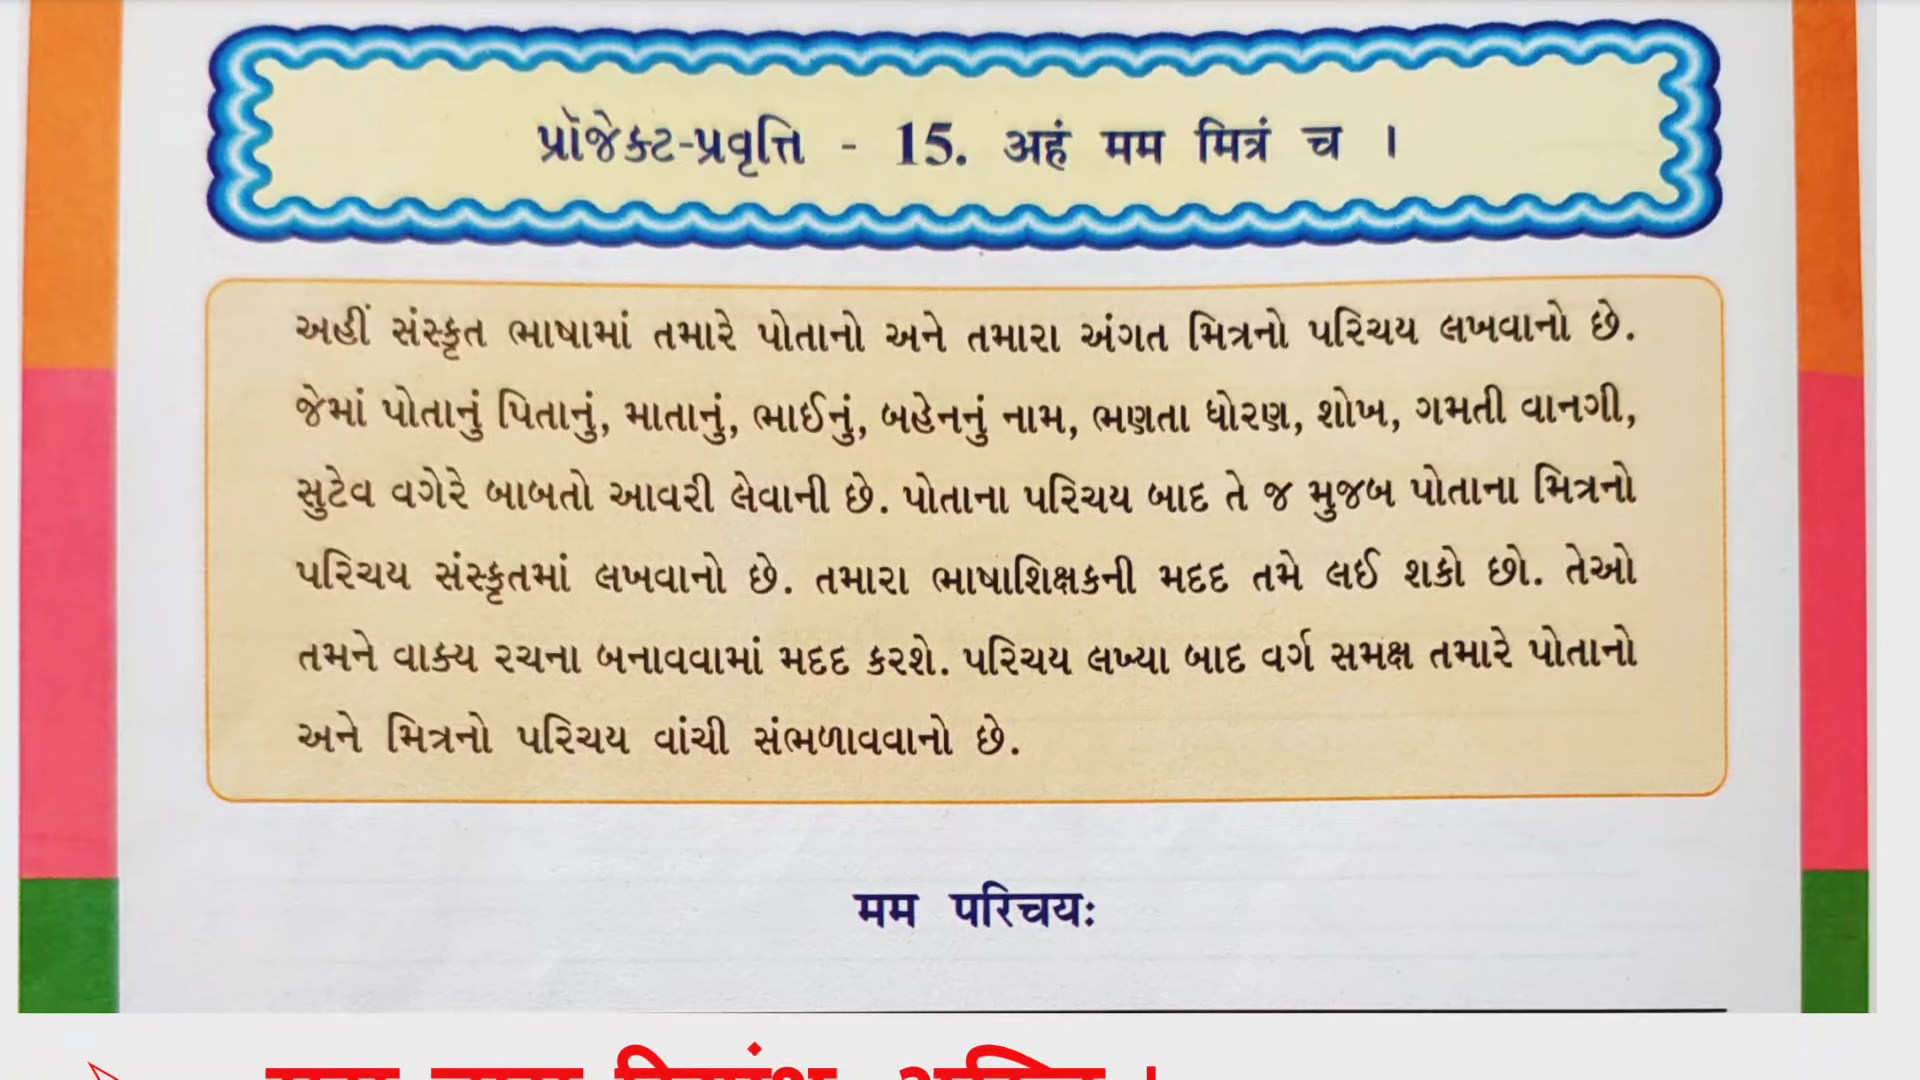 પ્રૉજેક્ટ-પ્રવૃત્તિ - 15. अहं मम मित्रं च ।
અહીં સંસ્કૃત ભાષામાં તમારે પોતાનો અને તમારા અંગત મિત્રનો પરિચય લખવાનો છે.
જેમાં પોતાનું પિતાનું, માતાનું, ભાઈનું, બહેનનું નામ, ભણતા ધોરણ, શોખ, ગમતી વાનગી,
સુટેવ વગેરે બાબતો આવરી લેવાની છે. પોતાના પરિચય બાદ તે જ મુજબ પોતાના મિત્રનો
પરિચય સંસ્કૃતમાં લખવાનો છે. તમારા ભાષાશિક્ષકની મદદ તમે લઈ શકો છો. તેઓ
તમને વાક્ય રચના બનાવવામાં મદદ કરશે. પરિચય લખ્યા બાદ વર્ગ સમક્ષ તમારે પોતાનો
અને મિત્રનો પરિચય વાંચી સંભળાવવાનો છે.
मम परिचयः